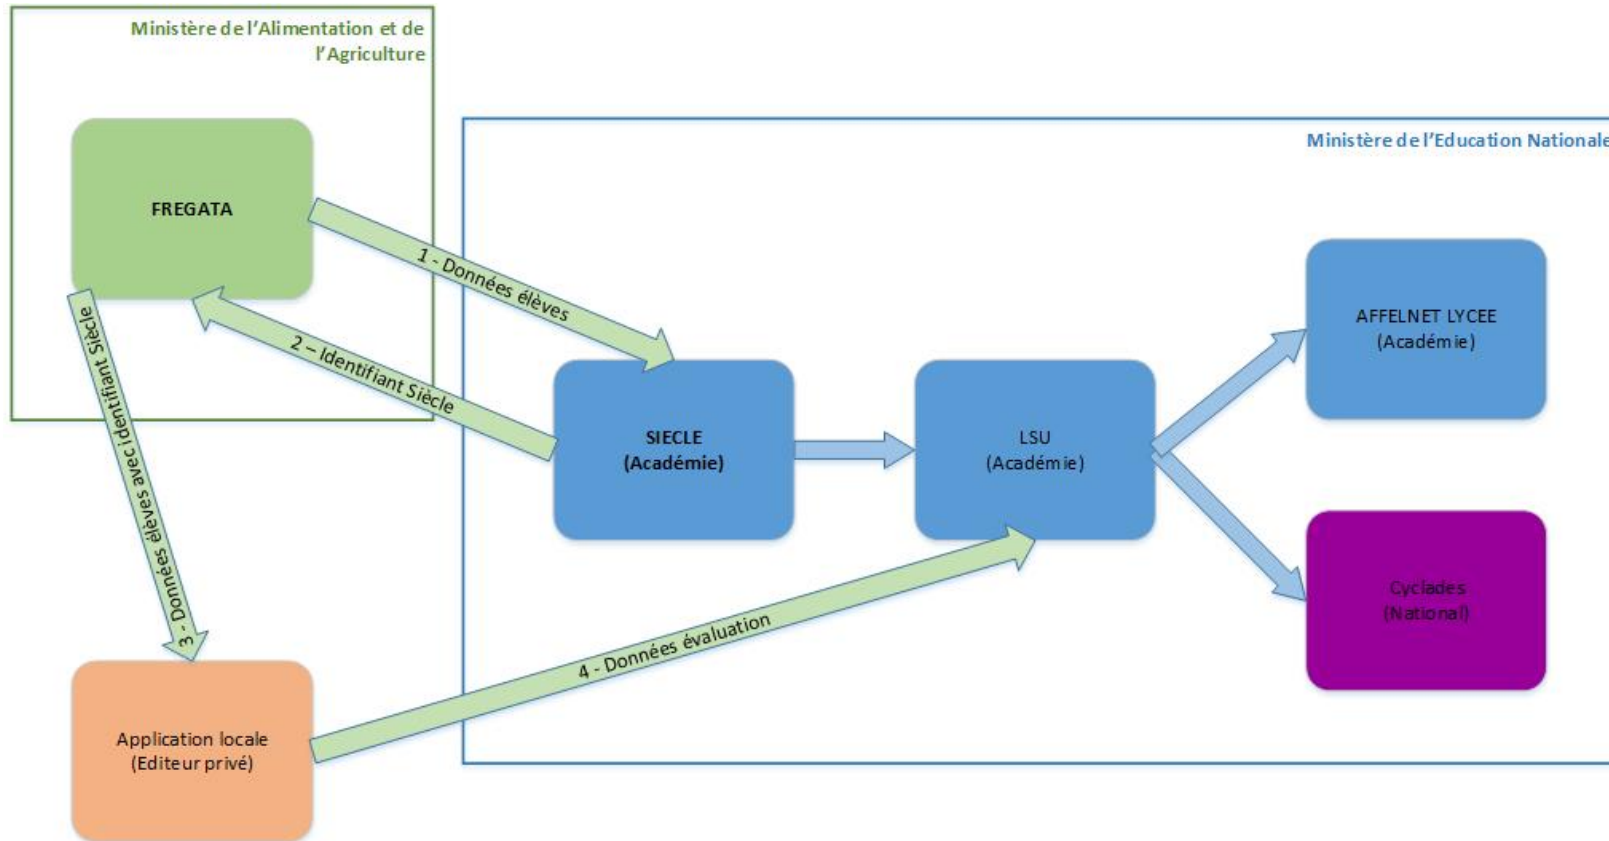 Ministère de l'Alimentation et de
l'Agriculture
Ministère de l'Education Nationale
FREGATA
1 - Données élèves
2 – Identifiant Siècle
3 - Données élèves avec identifiant Siècle
SIECLE
(Académie)
LSU
(Académie)
AFFELNET LYCEE
(Académie)
Cyclades
(National)
4 - Données évaluation
Application locale
(Editeur privé)